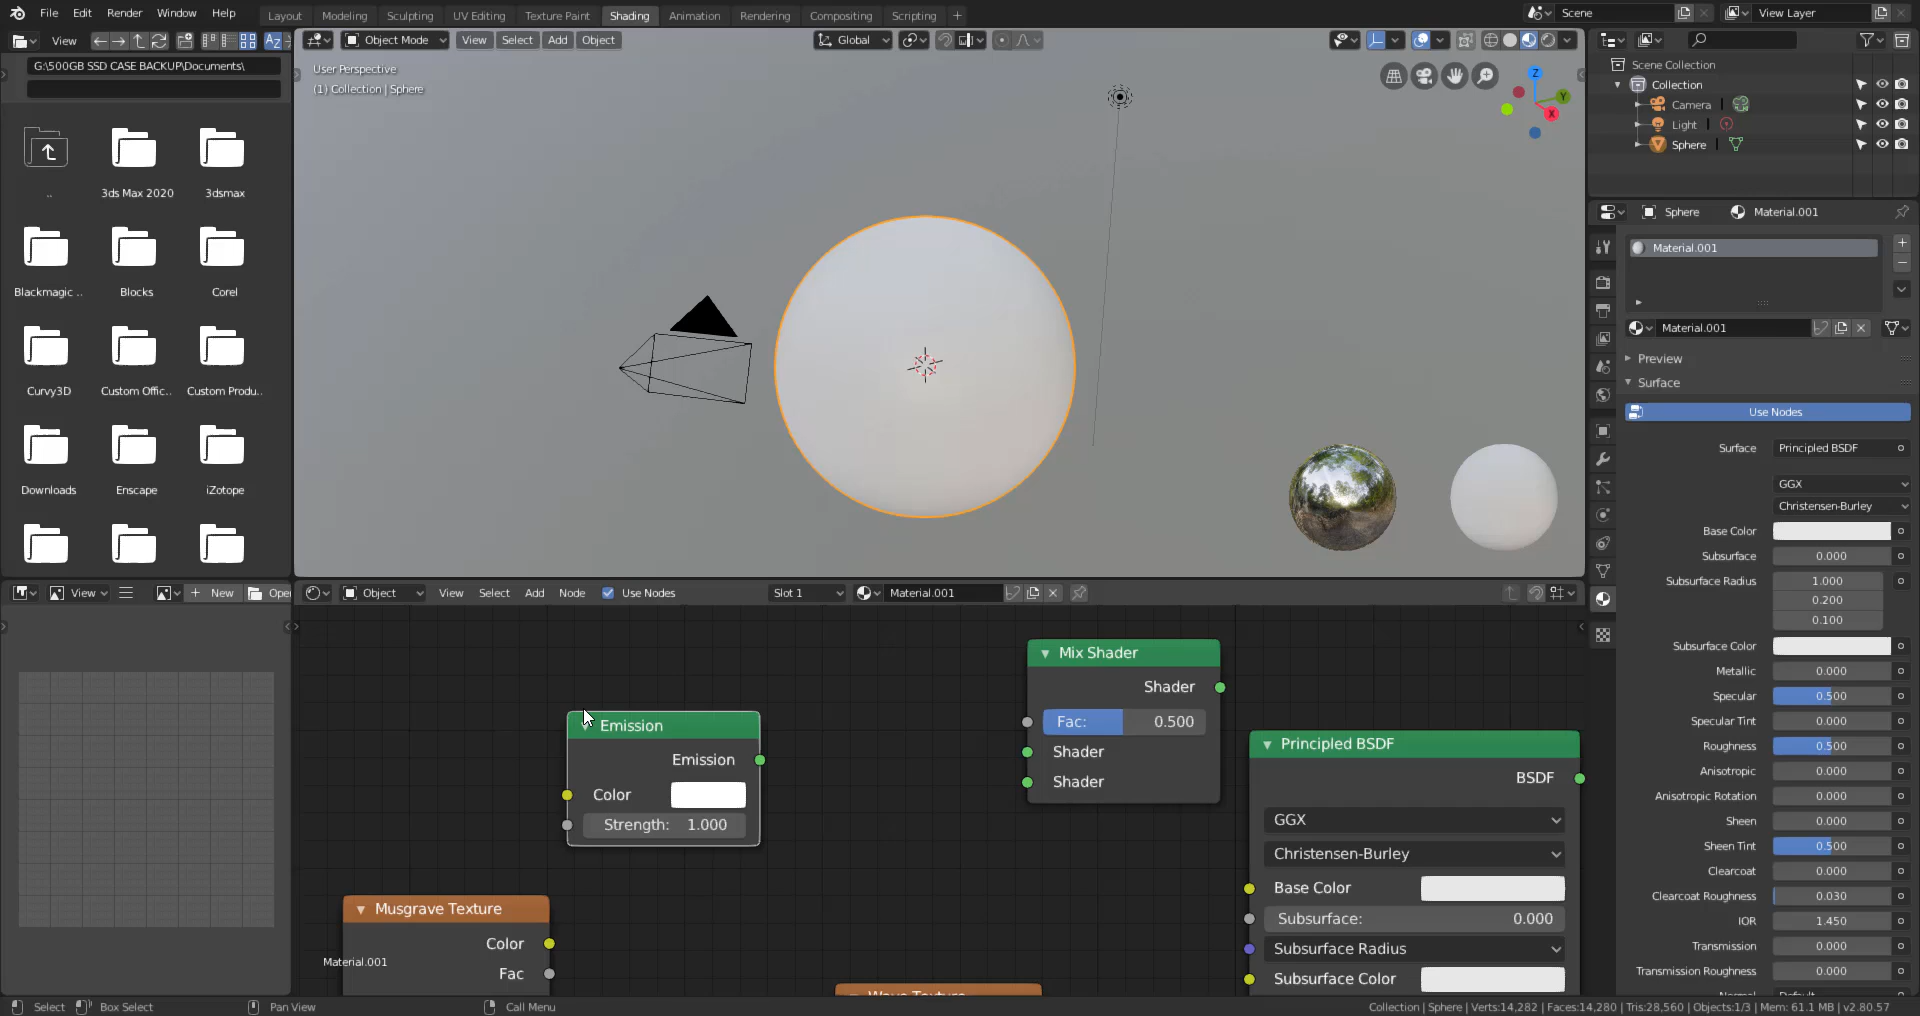 File Edit Render Window Help Layout Modeling Sculpting UV Editing Texture Paint Shading Animation Rendering Compositing Scripting + Scene View Layer
View AZ
G:\500GB SSD CASE BACKUP\Documents\
..
3ds Max 2020
3dsmax
Blackmagic ..
Blocks
Corel
Curvy3D
Custom Offic..
Custom Produ..
Downloads
Enscape
iZotope
Object Mode View Select Add Object Global
User Perspective
(1) Collection | Sphere
Z
Y
X
Scene Collection
Collection
Camera
Light
Sphere
Sphere Material.001
Material.001
Material.001
Preview
Surface
Use Nodes
Surface Principled BSDF
GGX
Christensen-Burley
Base Color
Subsurface 0.000
Subsurface Radius 1.000
0.200
0.100
Subsurface Color
Metallic 0.000
Specular 0.500
Specular Tint 0.000
Roughness 0.500
Anisotropic 0.000
Anisotropic Rotation 0.000
Sheen 0.000
Sheen Tint 0.500
Clearcoat 0.000
Clearcoat Roughness 0.030
IOR 1.450
Transmission 0.000
Transmission Roughness 0.000
Normal Default
View + New Open
Object View Select Add Node Use Nodes Slot 1 Material.001
Mix Shader
Shader
Fac: 0.500
Shader
Shader
Emission
Emission
Color
Strength: 1.000
Principled BSDF
BSDF
GGX
Christensen-Burley
Base Color
Subsurface: 0.000
Subsurface Radius
Subsurface Color
Musgrave Texture
Color
Fac
Material.001
Wave Texture
Select Box Select Pan View Call Menu Collection | Sphere | Verts:14,282 | Faces:14,280 | Tris:28,560 | Objects:1/3 | Mem: 61.1 MB | v2.80.57